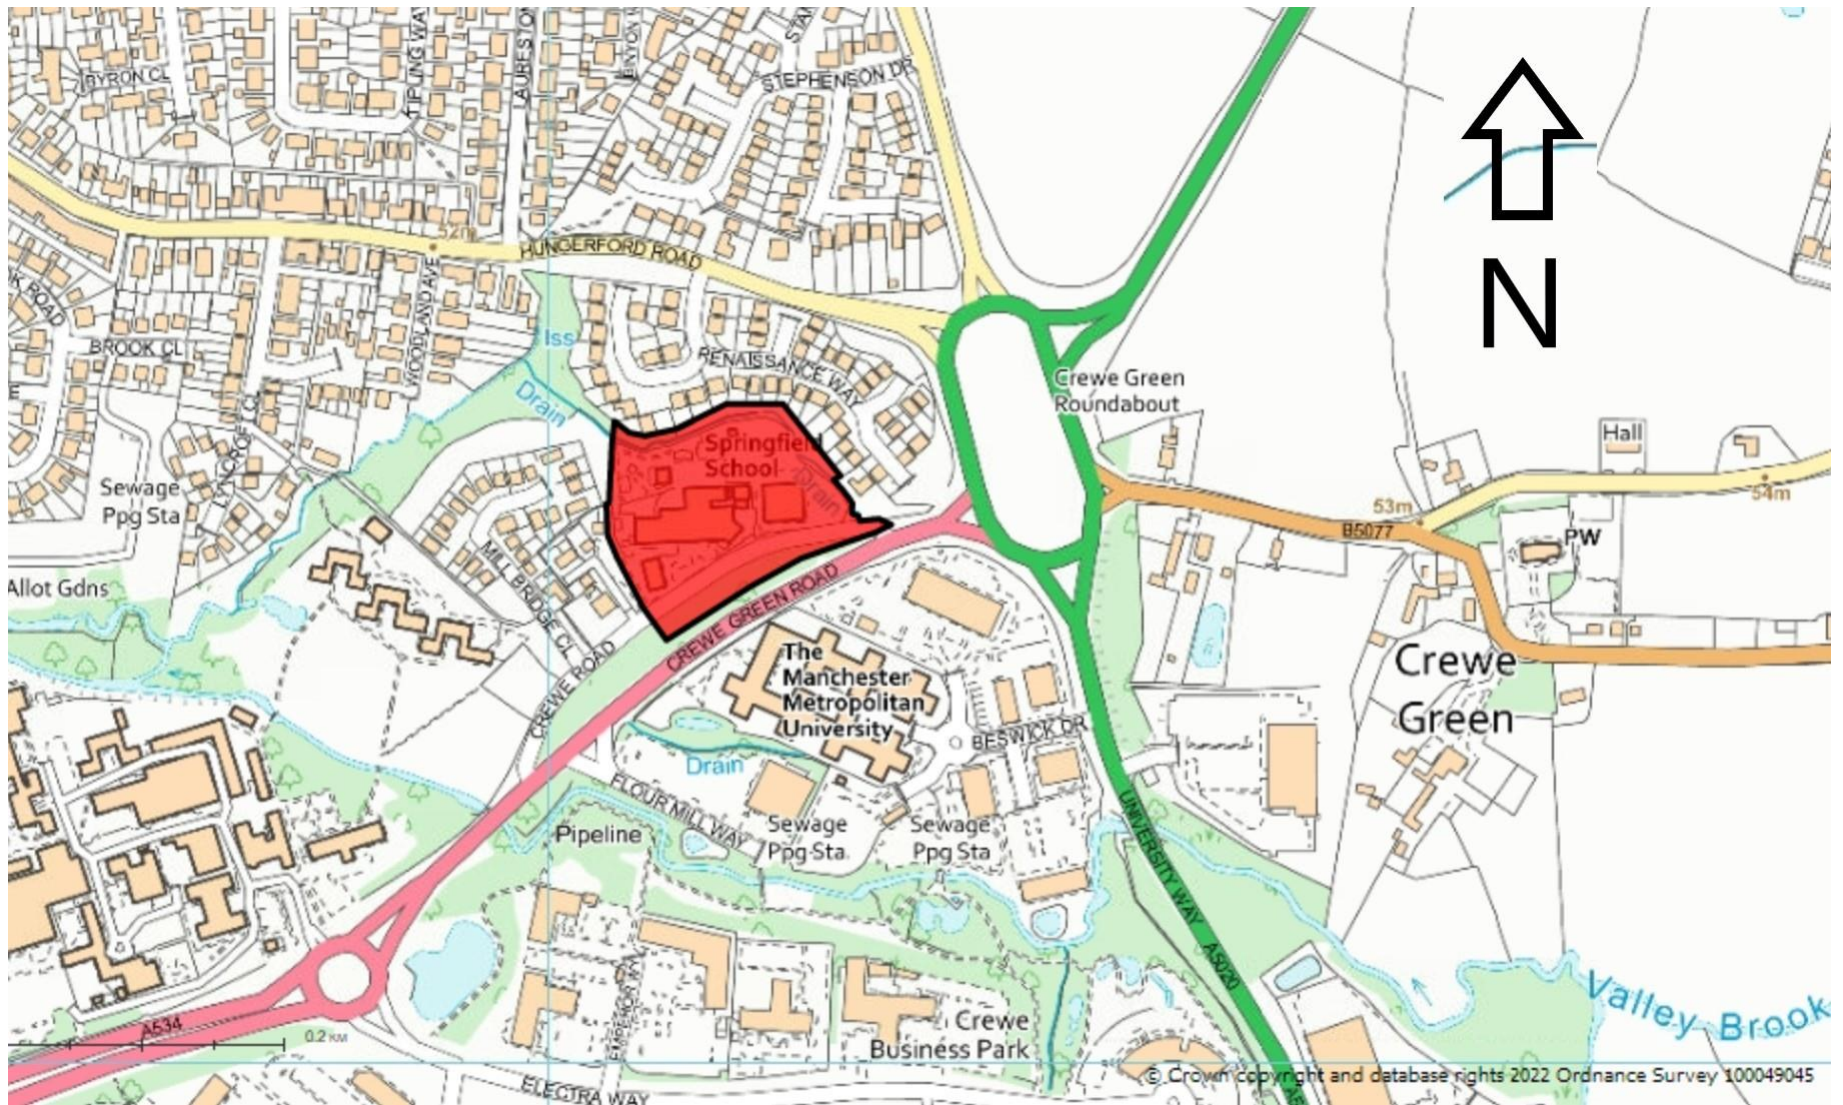 BYRON CL
STEPHENSON DR
N
52m
HUNGERFORD ROAD
WOODLAND AVE
BROOK CL
Iss
Drain
RENAISSANCE WAY
Crewe Green
Roundabout
Springfield
School
Drain
Hall
Sewage
Ppg Sta
53m
54m
B5077
PW
MILL BRIDGE CL
Allot Gdns
CREWE GREEN ROAD
CREWE ROAD
The
Manchester
Metropolitan
University
Crewe
Green
BESWICK DR
Drain
FLOUR MILL WAY
Pipeline
Sewage
Ppg Sta
Sewage
Ppg Sta
UNIVERSITY WAY
A5020
Valley Brook
A534
0.2 KM
Crewe
Business Park
ELECTRA WAY
© Crown copyright and database rights 2022 Ordnance Survey 100049045